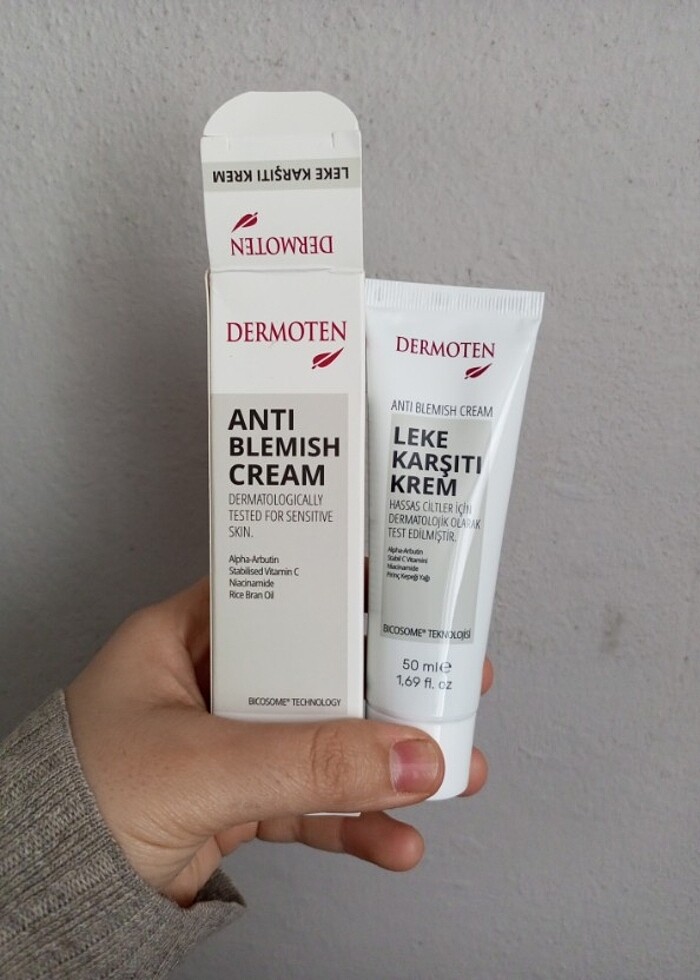 LEKE KARŞITI KREM
DERMOTEN
DERMOTEN
ANTI
BLEMISH
CREAM
DERMATOLOGICALLY
TESTED FOR SENSITIVE
SKIN.
Alpha-Arbutin
Stabilised Vitamin C
Niacinamide
Rice Bran Oil
BICOSOME® TECHNOLOGY
DERMOTEN
ANTI BLEMISH CREAM
LEKE
KARŞITI
KREM
HASSAS CİLTLER İÇİN
DERMATOLOJİK OLARAK
TEST EDİLMİŞTİR.
Alpha-Arbutin
Stabil C Vitamini
Niacinamide
Pirinç Kepeği Yağı
BICOSOME® TEKNOLOJİSİ
50 ml℮
1,69 fl. oz